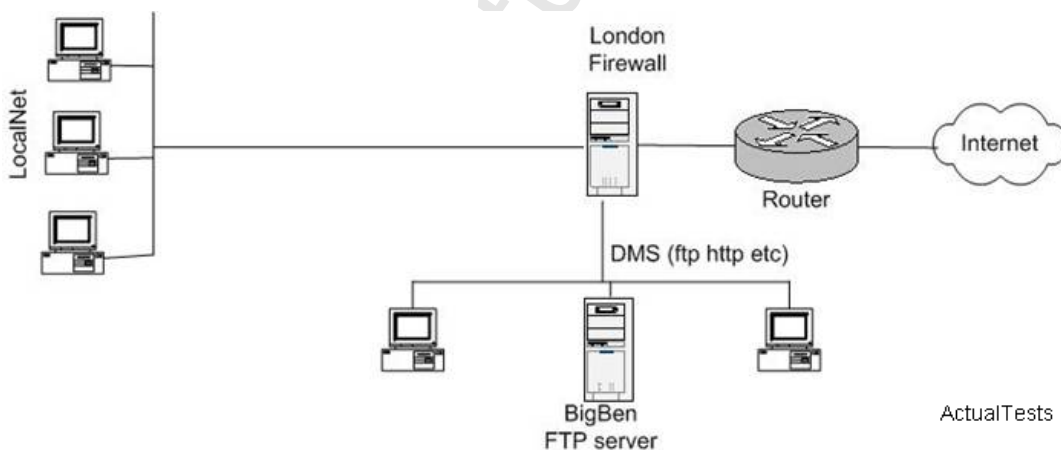 London
Firewall
LocalNet
Internet
Router
DMS (ftp http etc)
BigBen
FTP server
ActualTests